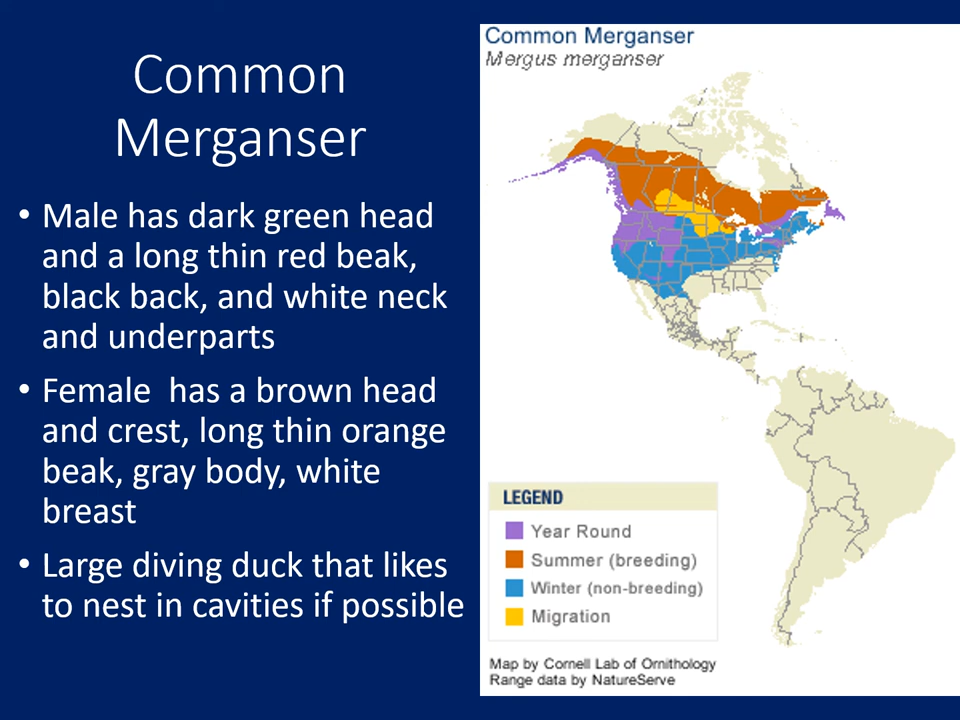 Common
Merganser
• Male has dark green head
and a long thin red beak,
black back, and white neck
and underparts
• Female  has a brown head
and crest, long thin orange
beak, gray body, white
breast
• Large diving duck that likes
to nest in cavities if possible
Common Merganser
Mergus merganser
LEGEND
Year Round
Summer (breeding)
Winter (non-breeding)
Migration
Map by Cornell Lab of Ornithology
Range data by NatureServe